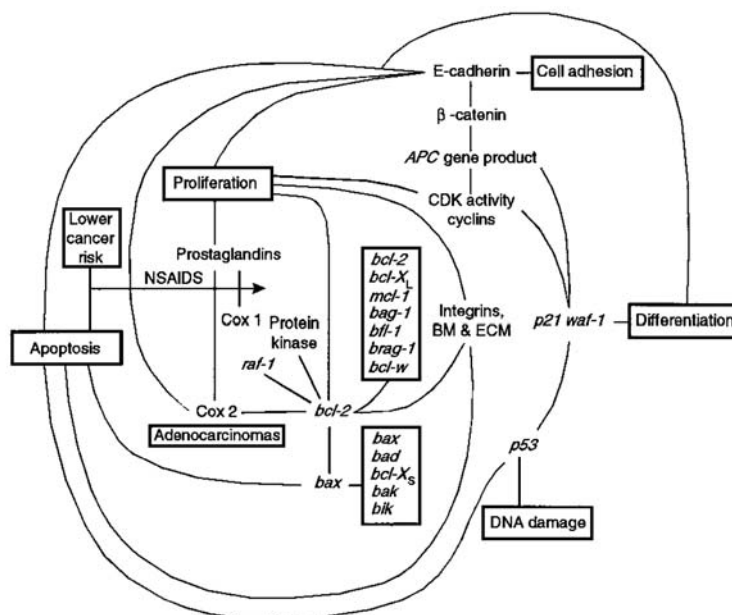 E-cadherin
Cell adhesion
β -catenin
APC gene product
Proliferation
CDK activity
cyclins
Lower
cancer
risk
Prostaglandins
NSAIDS
Cox 1
Protein
kinase
raf-1
bcl-2
bcl-XL
mcl-1
bag-1
bfl-1
brag-1
bcl-w
Integrins,
BM & ECM
p21 waf-1
Differentiation
Apoptosis
Cox 2
bcl-2
Adenocarcinomas
bax
bax
bad
bcl-XS
bak
bik
p53
DNA damage